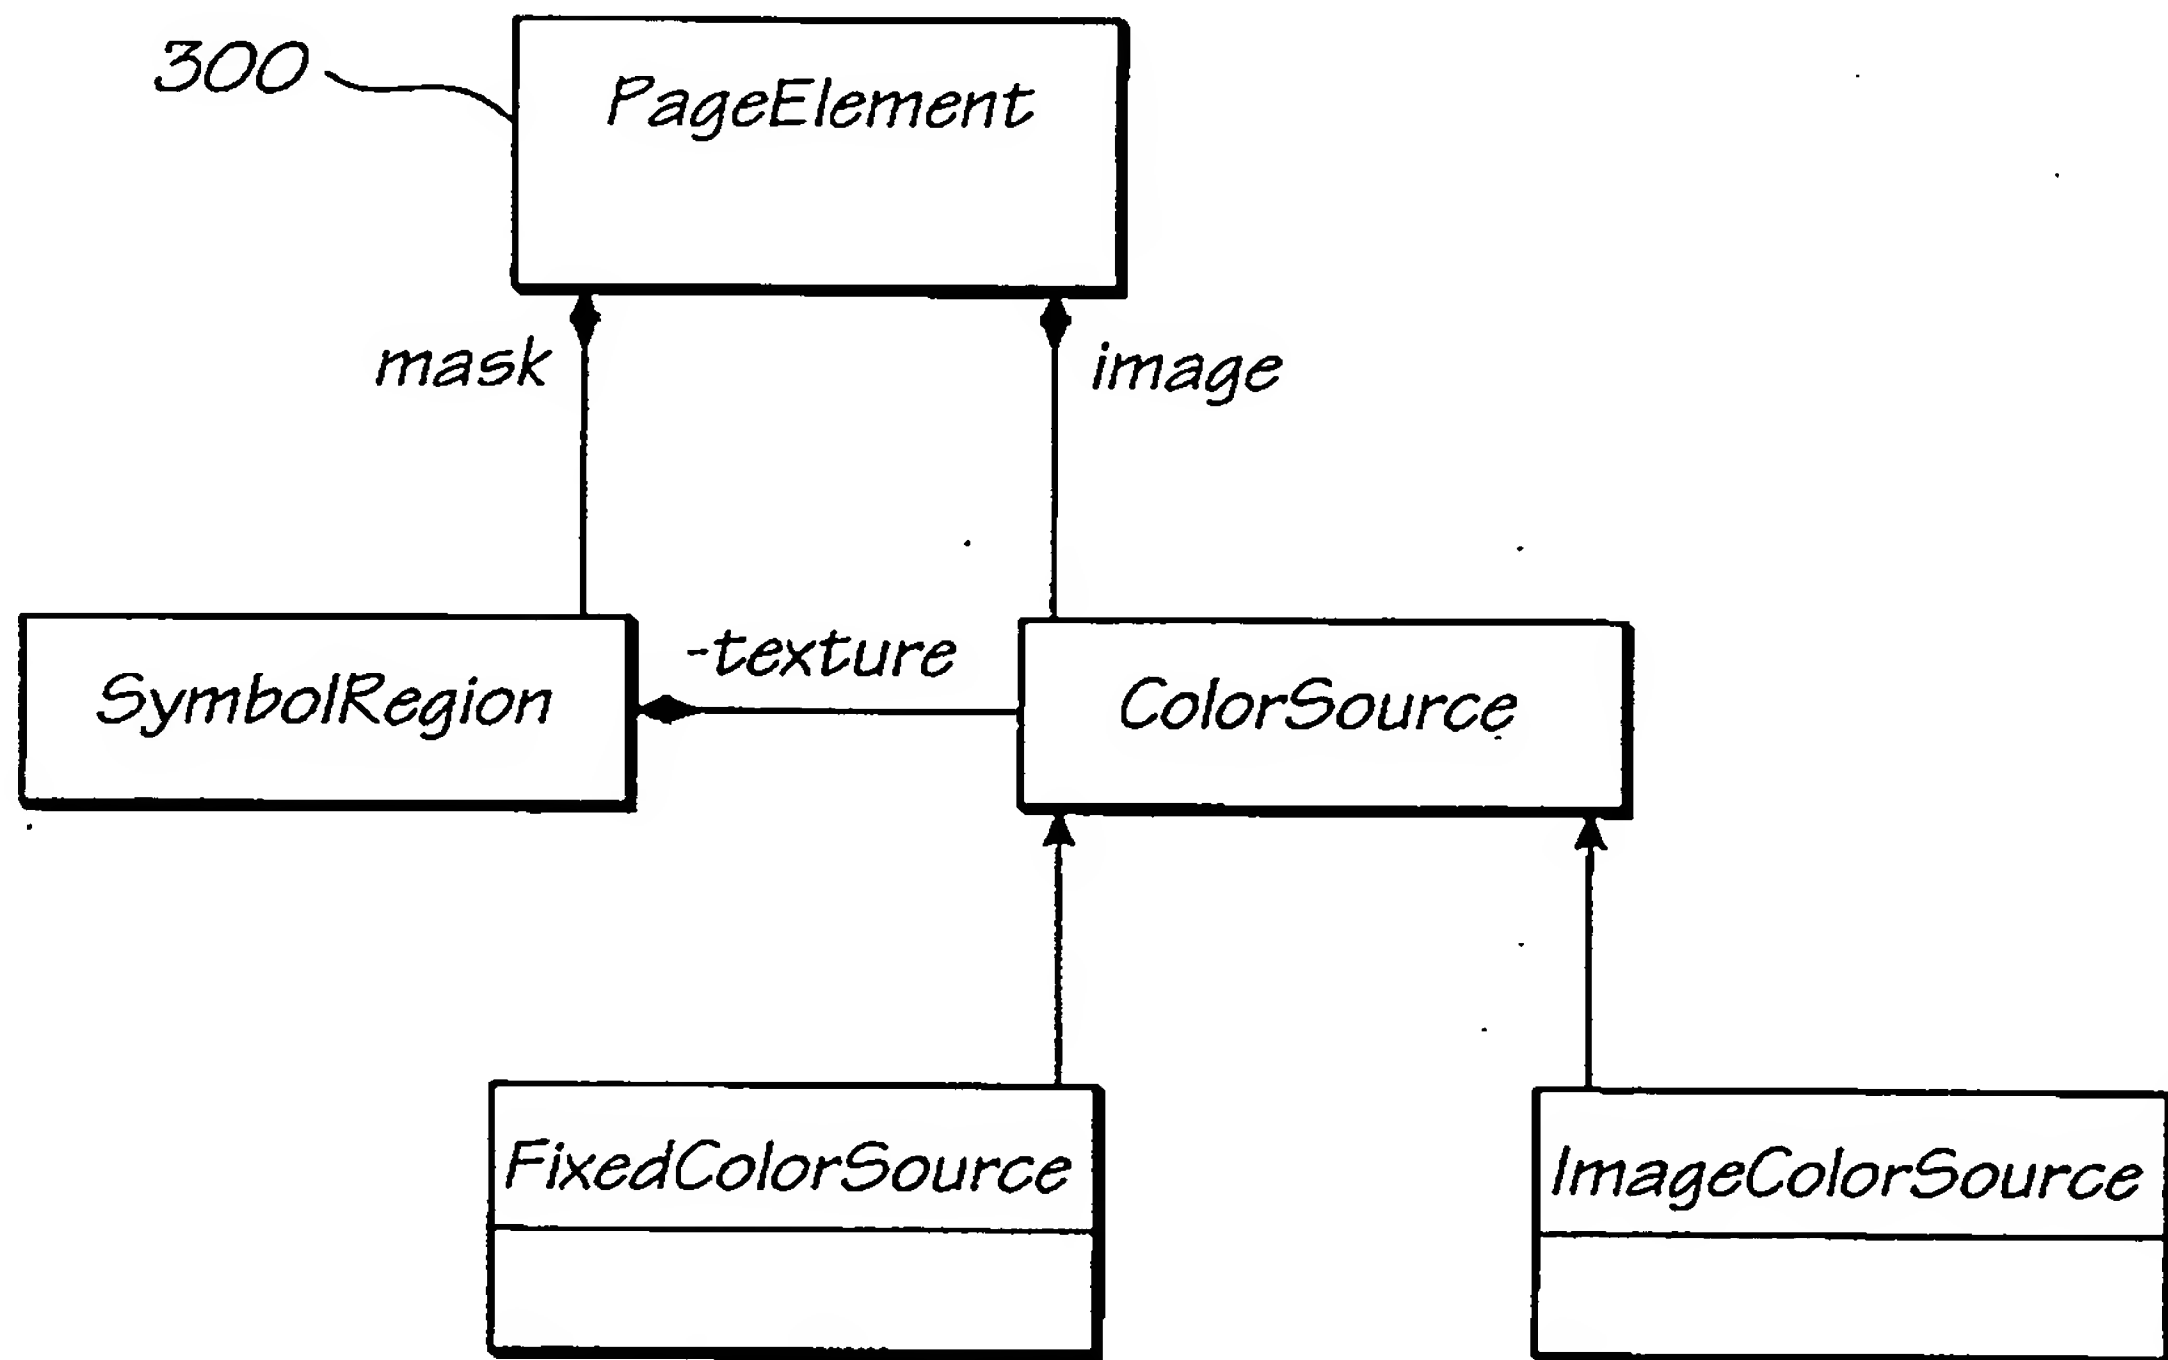 300
PageElement
mask
image
-texture
SymbolRegion
ColorSource
FixedColorSource
ImageColorSource